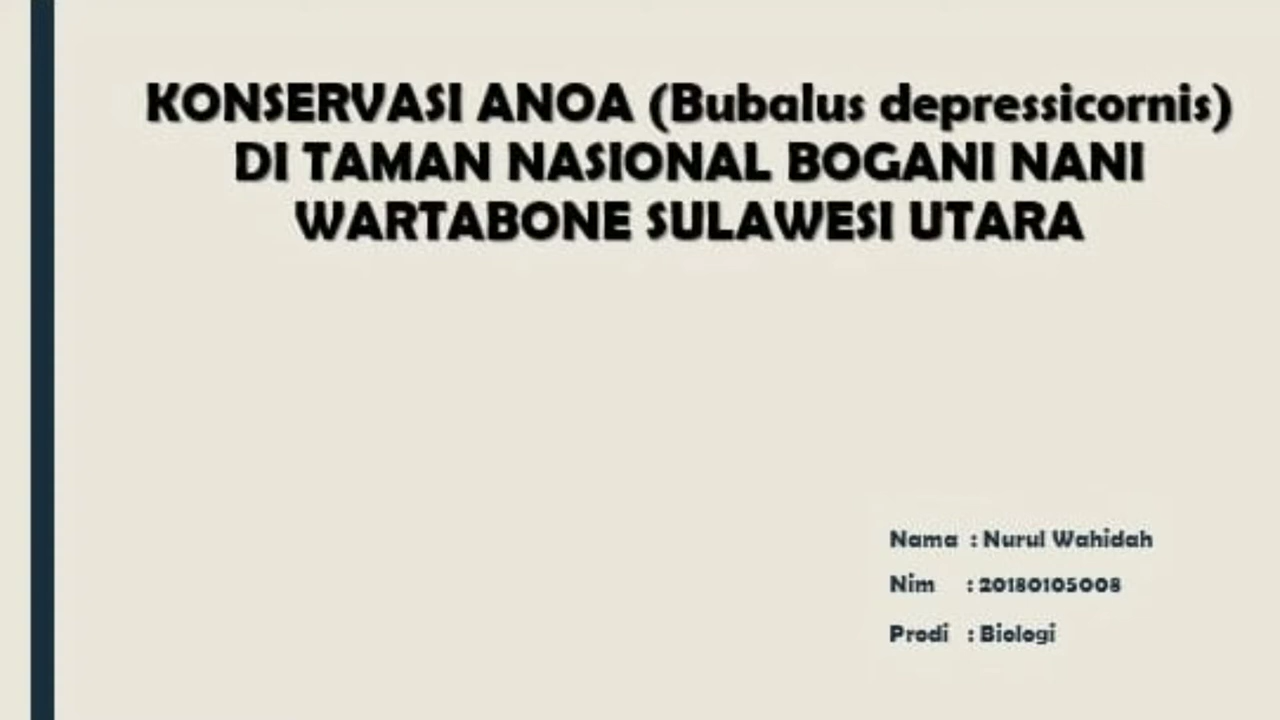 KONSERVASI ANOA (Bubalus depressicornis)
DI TAMAN NASIONAL BOGANI NANI
WARTABONE SULAWESI UTARA
Nama : Nurul Wahidah
Nim : 20180105008
Prodi : Biologi